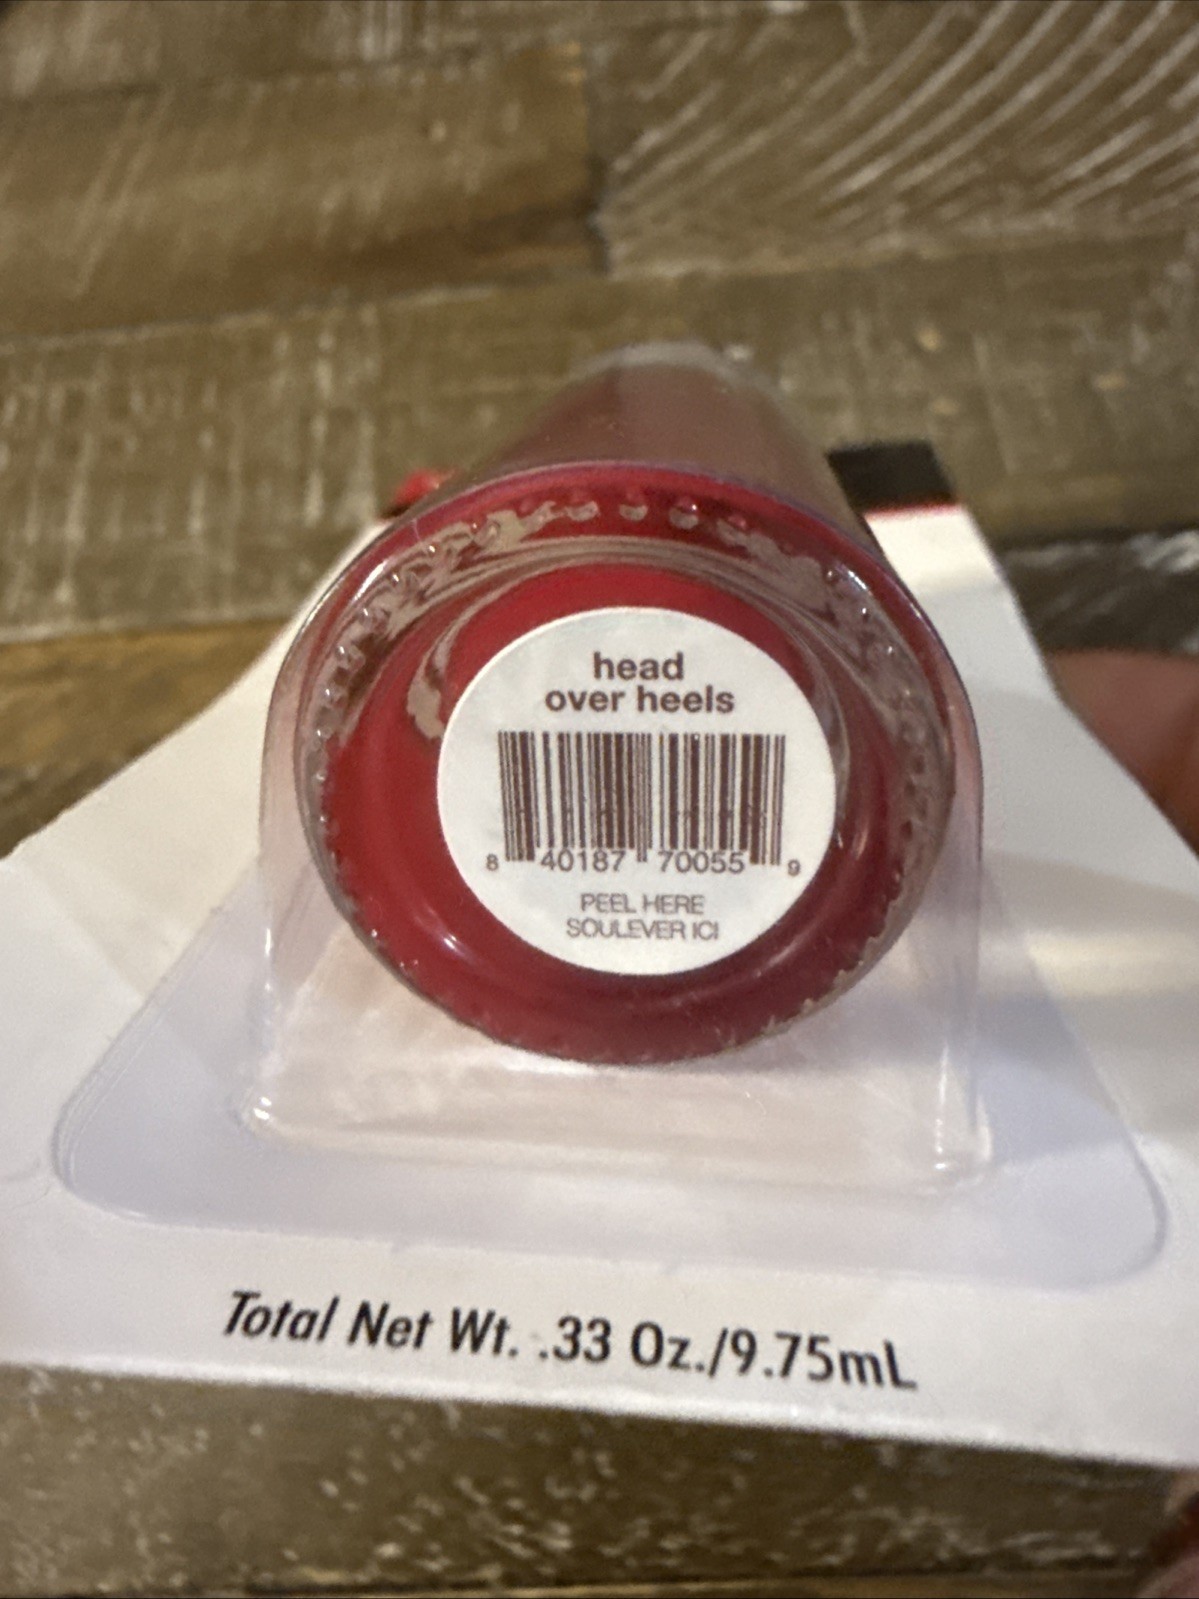 head
over heels
8 40187 70055 9
PEEL HERE
SOULEVER ICI
Total Net Wt. .33 Oz./9.75mL